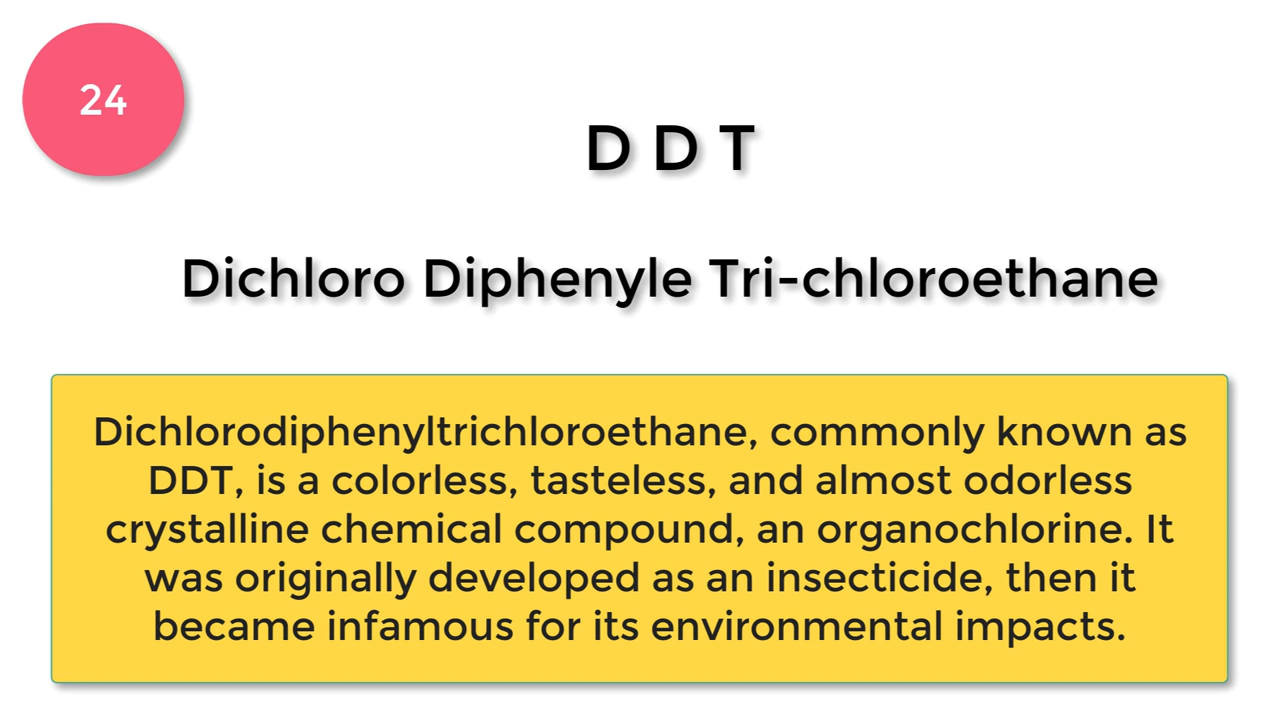 24
D D T
Dichloro Diphenyle Tri-chloroethane
Dichlorodiphenyltrichloroethane, commonly known as
DDT, is a colorless, tasteless, and almost odorless
crystalline chemical compound, an organochlorine. It
was originally developed as an insecticide, then it
became infamous for its environmental impacts.